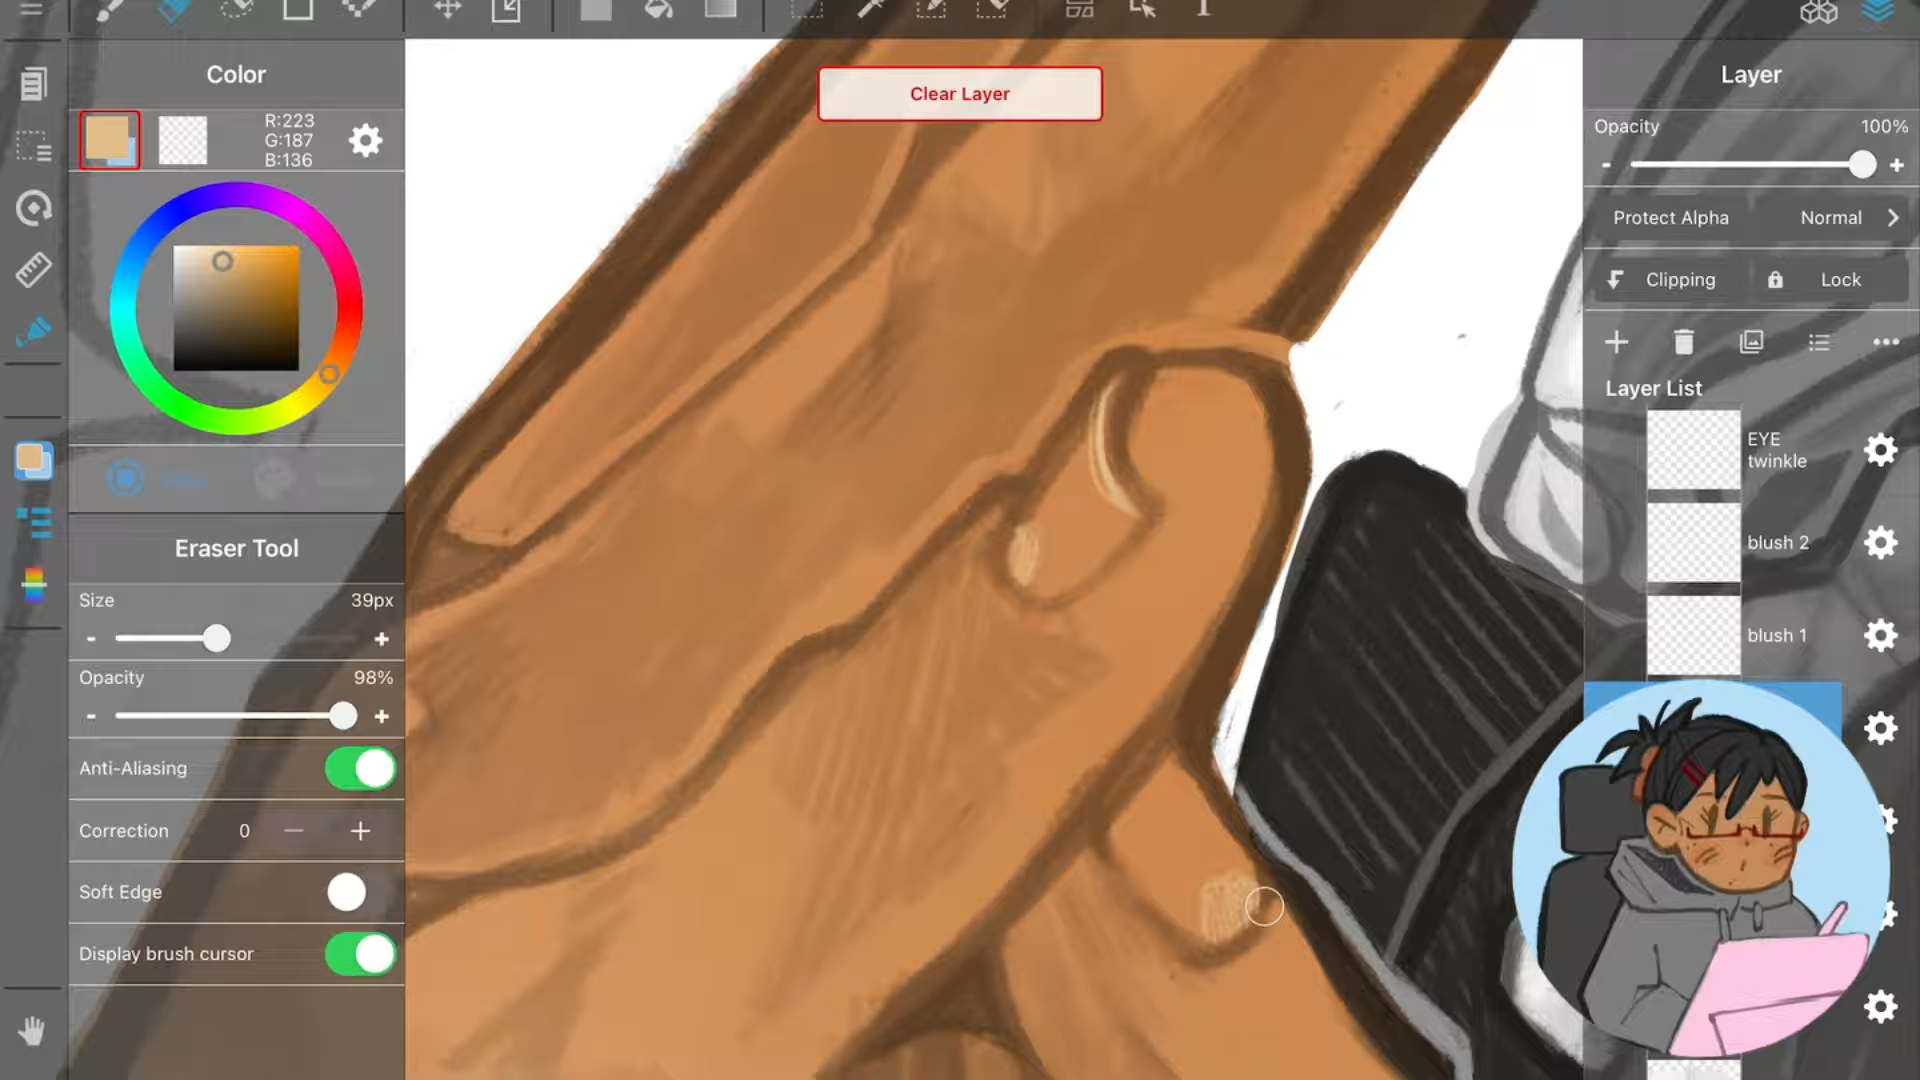 T
Color
Clear Layer
R:223
G:187
B:136
Eraser Tool
Size 39px
- +
Opacity 98%
- +
Anti-Aliasing
Correction 0 — +
Soft Edge
Display brush cursor
Layer
Opacity 100%
- +
Protect Alpha Normal
Clipping Lock
Layer List
EYE
twinkle
blush 2
blush 1